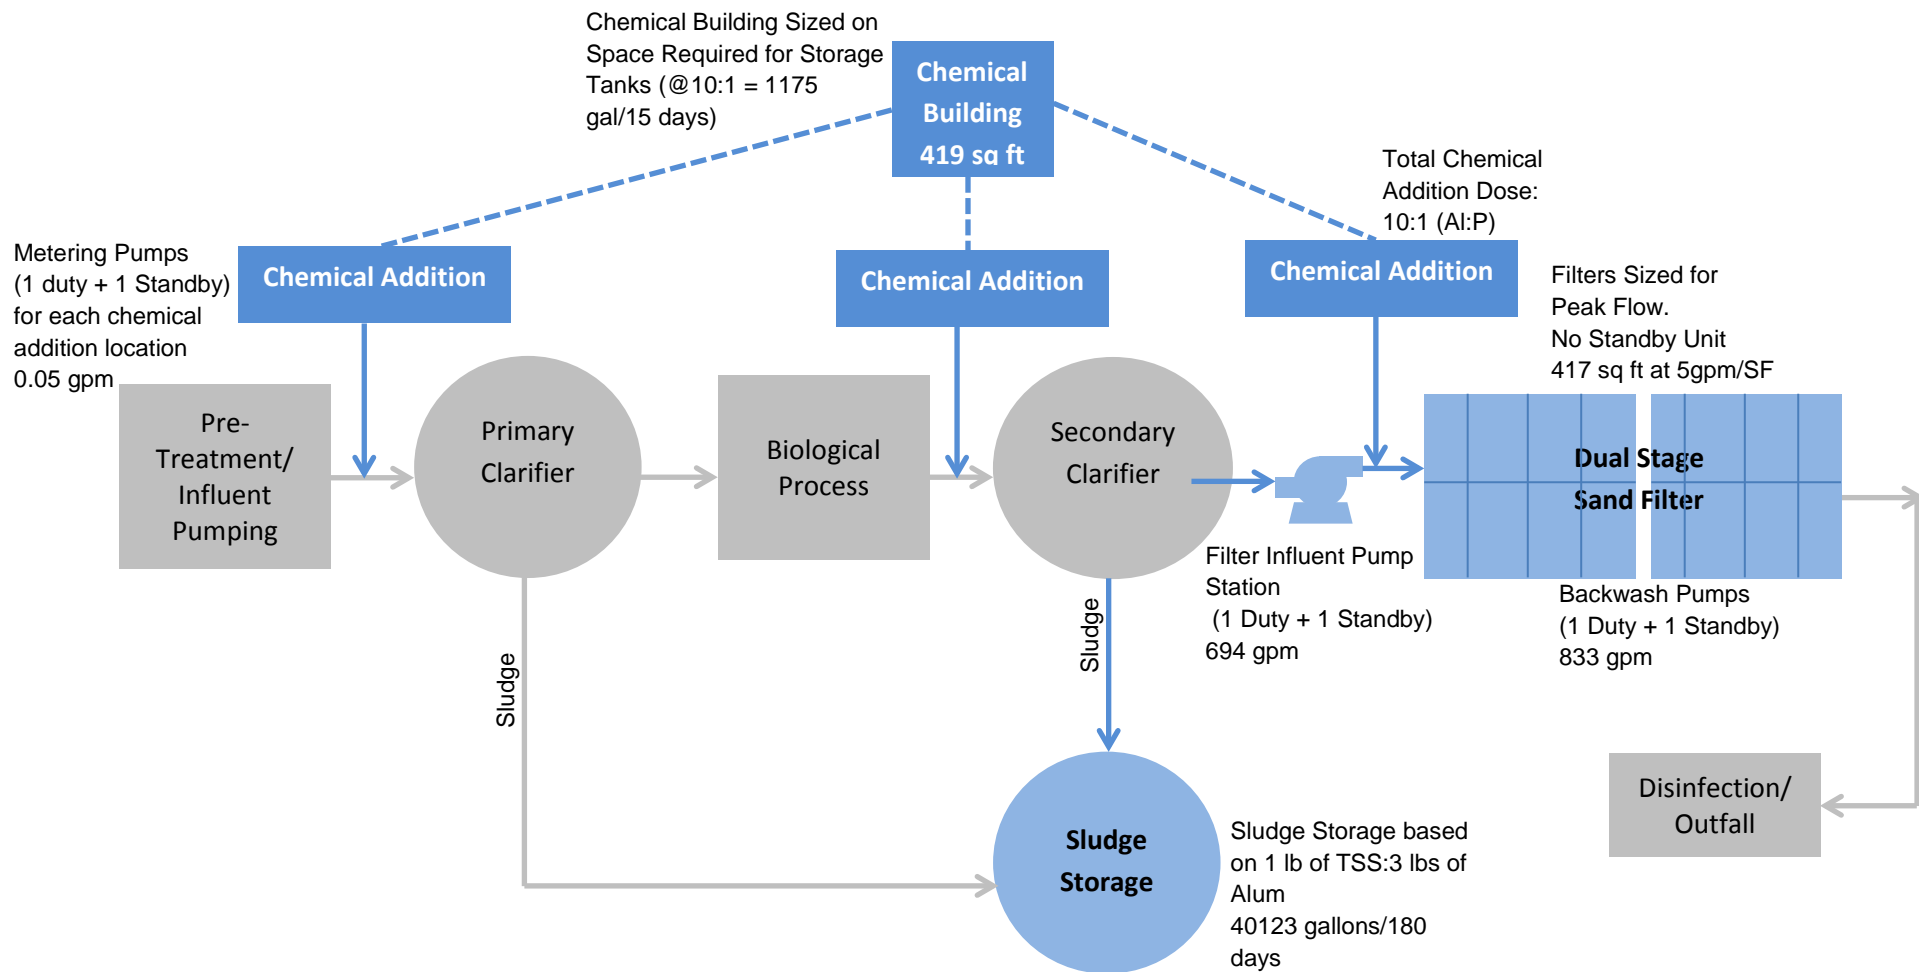 Chemical Building Sized on
Space Required for Storage
Tanks (@10:1 = 1175
gal/15 days)
Chemical
Building
419 sq ft
Total Chemical
Addition Dose:
10:1 (Al:P)
Metering Pumps
(1 duty + 1 Standby)
for each chemical
addition location
0.05 gpm
Chemical Addition
Chemical Addition
Chemical Addition
Filters Sized for
Peak Flow.
No Standby Unit
417 sq ft at 5gpm/SF
Pre-
Treatment/
Influent
Pumping
Primary
Clarifier
Biological
Process
Secondary
Clarifier
Dual Stage
Sand Filter
Filter Influent Pump
Station
(1 Duty + 1 Standby)
694 gpm
Backwash Pumps
(1 Duty + 1 Standby)
833 gpm
Sludge
Sludge
Sludge
Storage
Sludge Storage based
on 1 lb of TSS:3 lbs of
Alum
40123 gallons/180
days
Disinfection/
Outfall